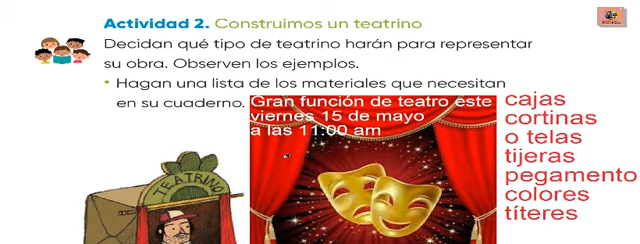 Actividad 2. Construimos un teatrino
Decidan qué tipo de teatrino harán para representar
su obra. Observen los ejemplos.
• Hagan una lista de los materiales que necesitan
en su cuaderno.
Gran función de teatro este
viernes 15 de mayo
a las 11:00 am
cajas
cortinas
o telas
tijeras
pegamento
colores
títeres
TEATRINO